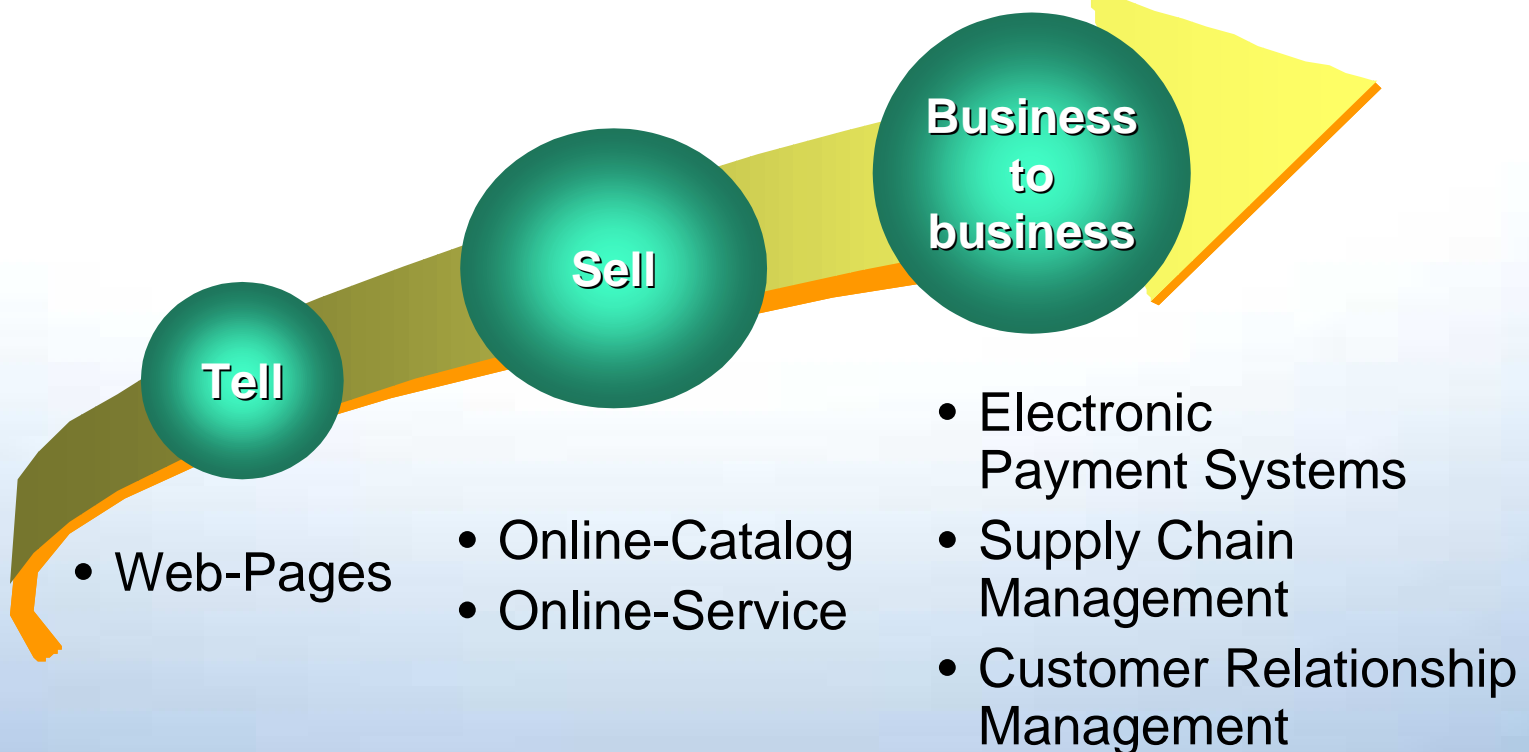 Tell
• Web-Pages
Sell
• Online-Catalog
• Online-Service
Business
to
business
• Electronic
Payment Systems
• Supply Chain
Management
• Customer Relationship
Management